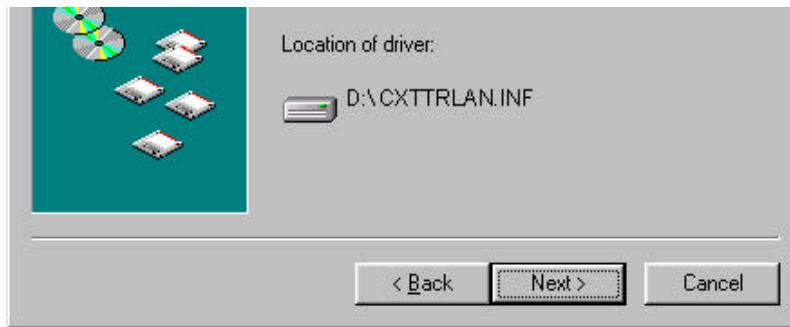 Location of driver:
D:\CXTTRLAN.INF
< Back
Next >
Cancel